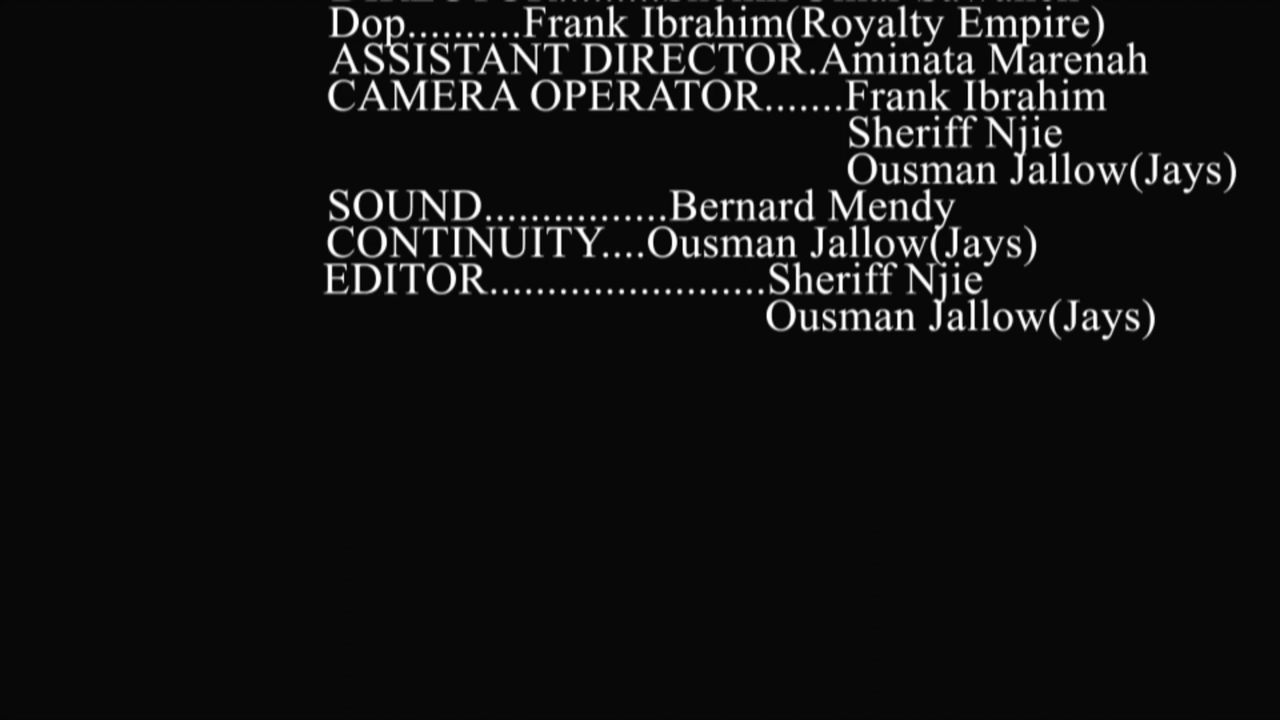 Dop..........Frank Ibrahim(Royalty Empire)
ASSISTANT DIRECTOR.Aminata Marenah
CAMERA OPERATOR.......Frank Ibrahim
Sheriff Njie
Ousman Jallow(Jays)
SOUND................Bernard Mendy
CONTINUITY....Ousman Jallow(Jays)
EDITOR........................Sheriff Njie
Ousman Jallow(Jays)